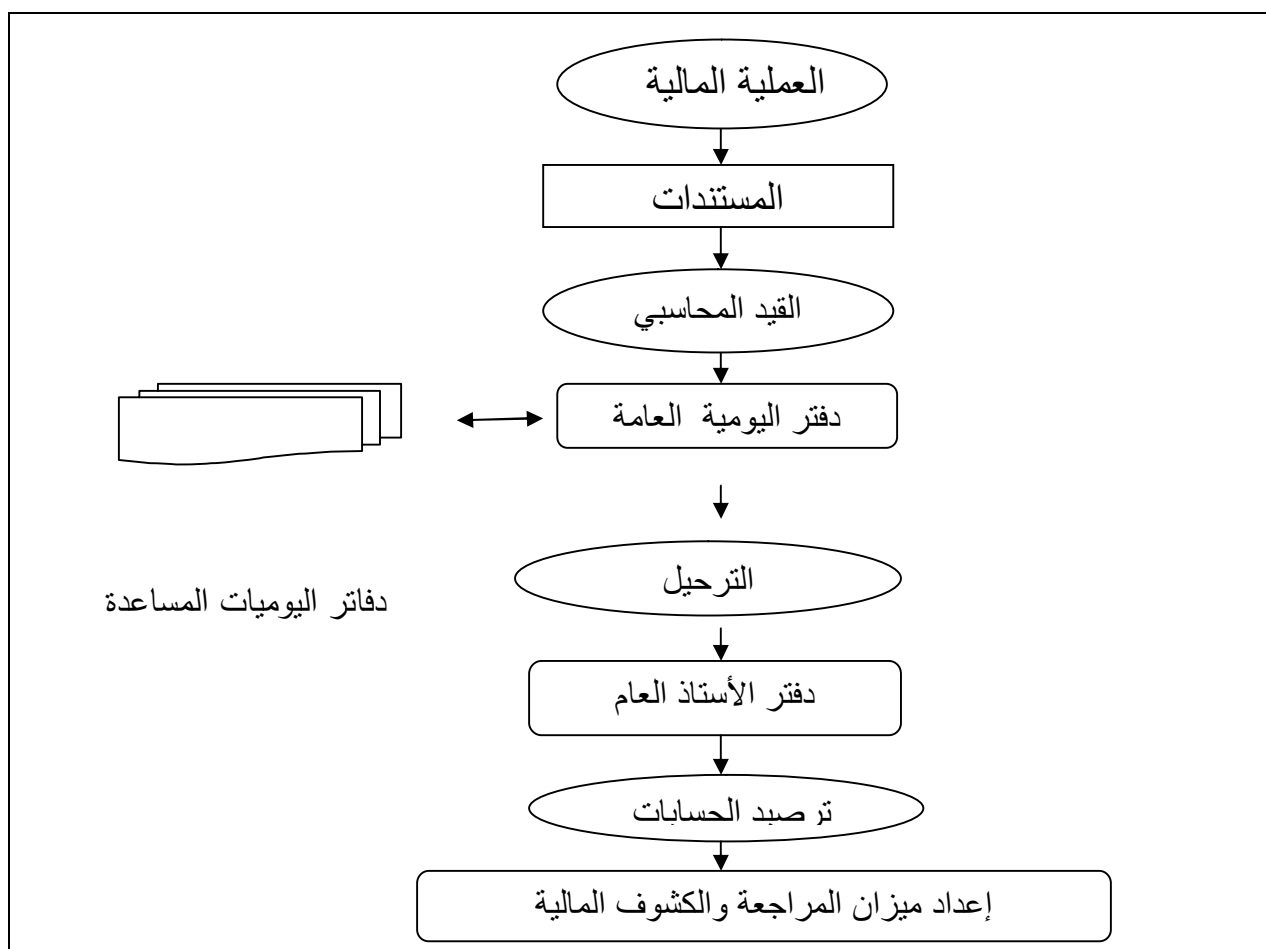 العملية المالية
المستندات
القيد المحاسبي
دفتر اليومية العامة
الترحيل
دفاتر اليوميات المساعدة
دفتر الأستاذ العام
ترصيد الحسابات
إعداد ميزان المراجعة والكشوف المالية